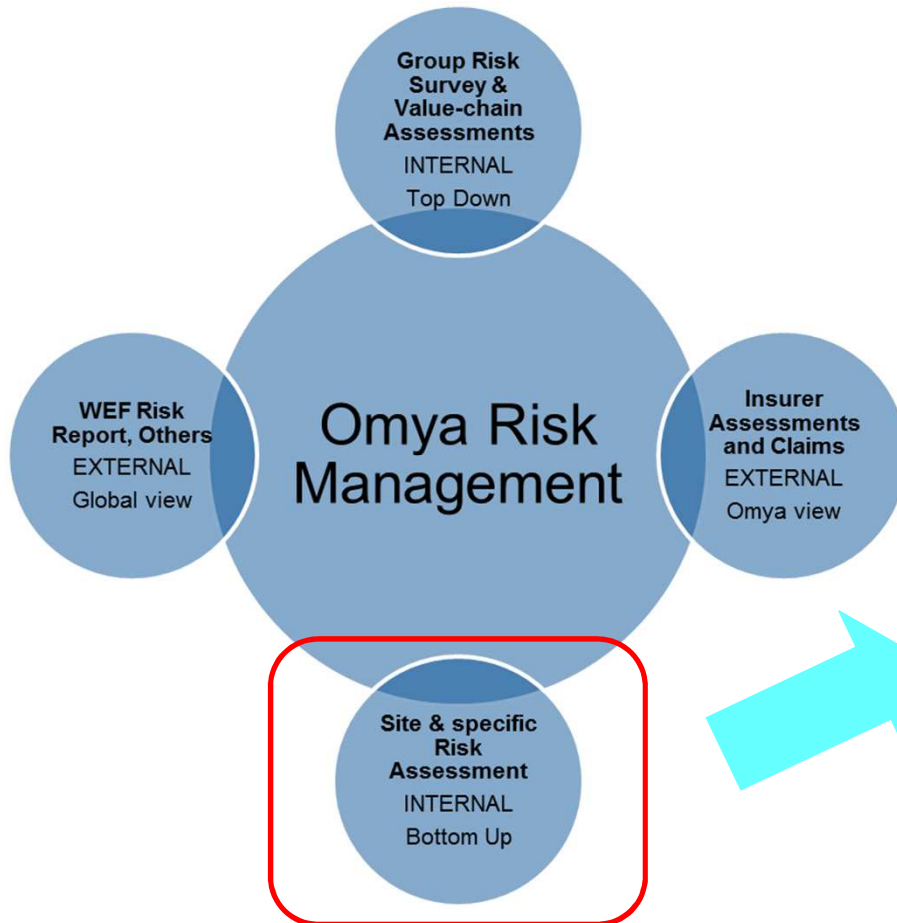 Group Risk
Survey &
Value-chain
Assessments
INTERNAL
Top Down
WEF Risk
Report, Others
EXTERNAL
Global view
Omya Risk
Management
Insurer
Assessments
and Claims
EXTERNAL
Omya view
Site & specific
Risk
Assessment
INTERNAL
Bottom Up